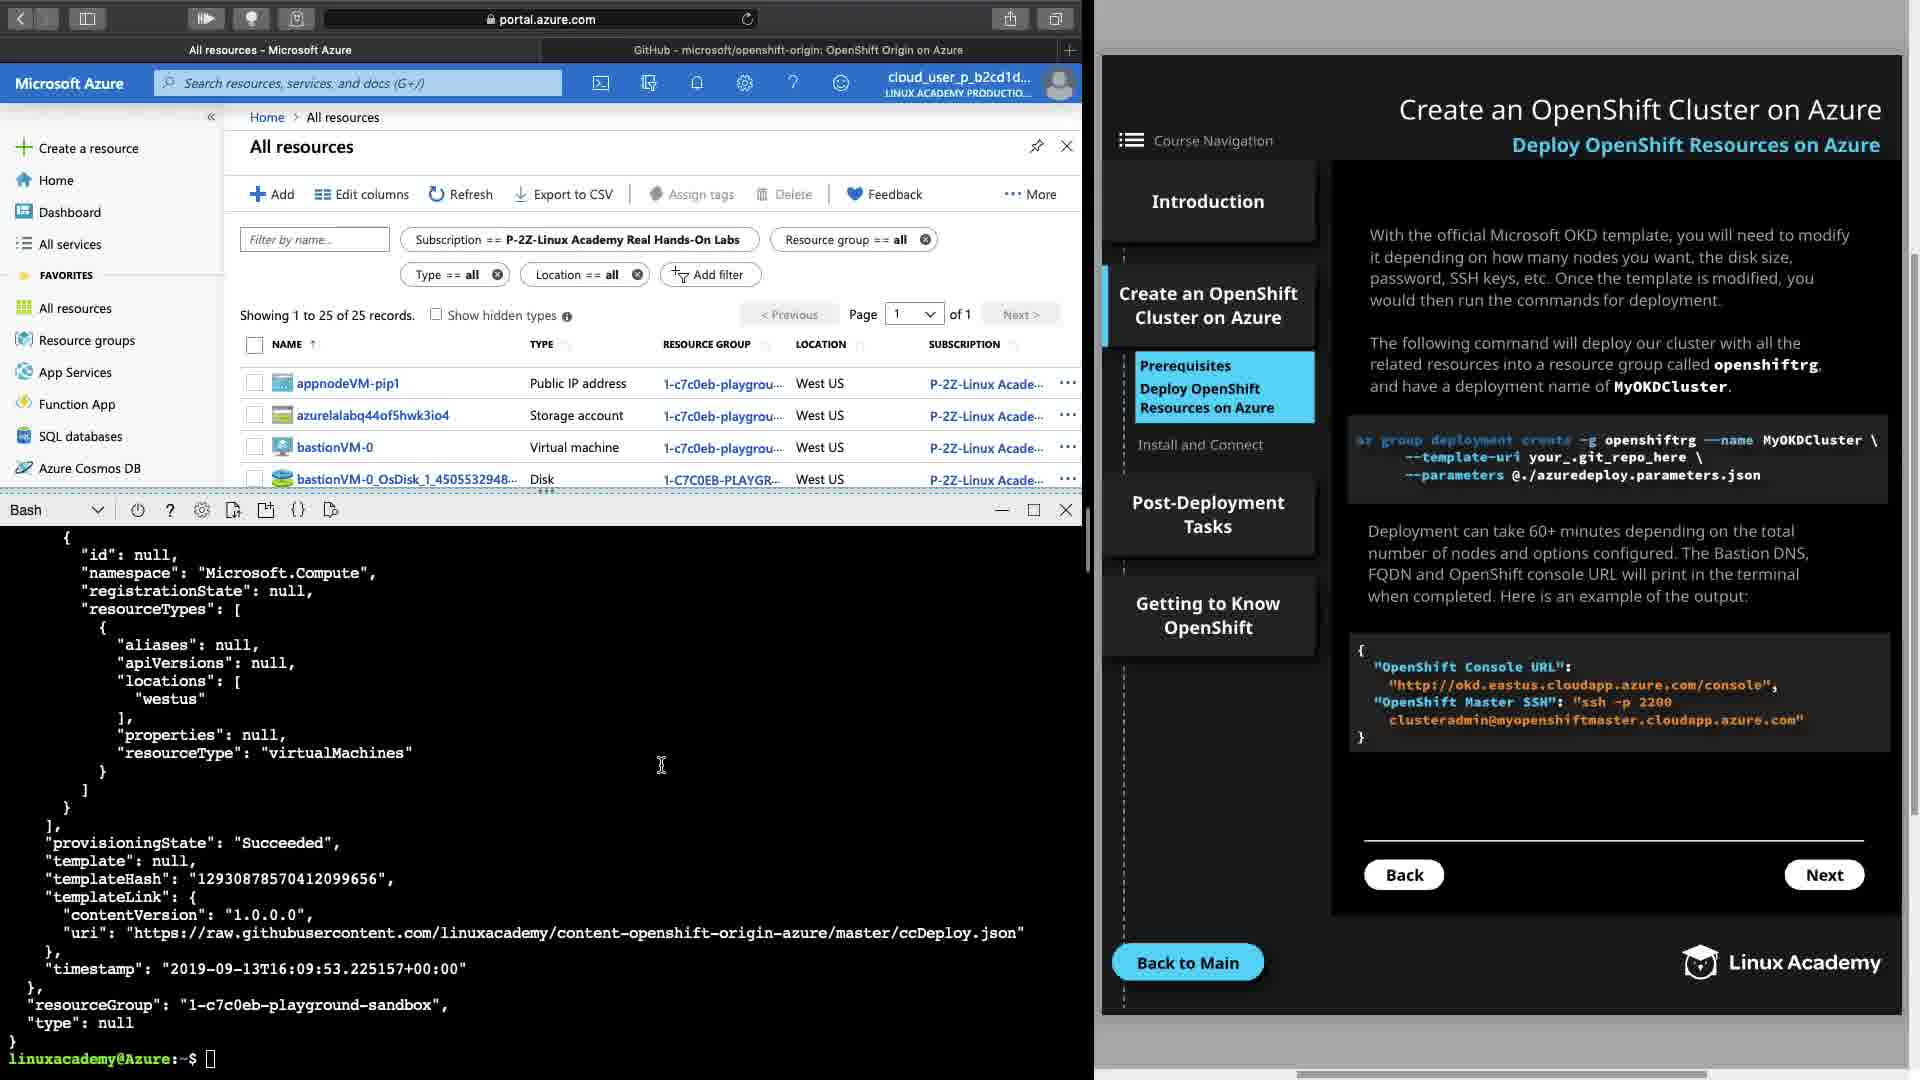 portal.azure.com
All resources - Microsoft Azure
GitHub - microsoft/openshift-origin: OpenShift Origin on Azure
Microsoft Azure
Search resources, services, and docs (G+/)
cloud_user_p_b2cd1d...
LINUX ACADEMY PRODUCTIO...
Create a resource
Home
Dashboard
All services
FAVORITES
All resources
Resource groups
App Services
Function App
SQL databases
Azure Cosmos DB
Home > All resources
All resources
Add
Edit columns
Refresh
Export to CSV
Assign tags
Delete
Feedback
More
Filter by name...
Subscription == P-2Z-Linux Academy Real Hands-On Labs
Resource group == all
Type == all
Location == all
Add filter
Showing 1 to 25 of 25 records.
Show hidden types
< Previous
Page 1 of 1
Next >
NAME ↑ TYPE RESOURCE GROUP LOCATION SUBSCRIPTION
appnodeVM-pip1 Public IP address 1-c7c0eb-playgrou... West US P-2Z-Linux Acade...
azurelalabq44of5hwk3io4 Storage account 1-c7c0eb-playgrou... West US P-2Z-Linux Acade...
bastionVM-0 Virtual machine 1-c7c0eb-playgrou... West US P-2Z-Linux Acade...
bastionVM-0_OsDisk_1_4505532948... Disk 1-C7C0EB-PLAYGR... West US P-2Z-Linux Acade...
Bash
{
"id": null,
"namespace": "Microsoft.Compute",
"registrationState": null,
"resourceTypes": [
{
"aliases": null,
"apiVersions": null,
"locations": [
"westus"
],
"properties": null,
"resourceType": "virtualMachines"
}
]
}
],
"provisioningState": "Succeeded",
"template": null,
"templateHash": "12930878570412099656",
"templateLink": {
"contentVersion": "1.0.0.0",
"uri": "https://raw.githubusercontent.com/linuxacademy/content-openshift-origin-azure/master/ccDeploy.json"
},
"timestamp": "2019-09-13T16:09:53.225157+00:00"
},
"resourceGroup": "1-c7c0eb-playground-sandbox",
"type": null
}
linuxacademy@Azure:~$
Create an OpenShift Cluster on Azure
Deploy OpenShift Resources on Azure
Course Navigation
Introduction
Create an OpenShift
Cluster on Azure
Prerequisites
Deploy OpenShift
Resources on Azure
Install and Connect
Post-Deployment
Tasks
Getting to Know
OpenShift
Back to Main
With the official Microsoft OKD template, you will need to modify
it depending on how many nodes you want, the disk size,
password, SSH keys, etc. Once the template is modified, you
would then run the commands for deployment.
The following command will deploy our cluster with all the
related resources into a resource group called openshiftrg,
and have a deployment name of MyOKDCluster.
az group deployment create -g openshiftrg --name MyOKDCluster \
--template-uri your_.git_repo_here \
--parameters @./azuredeploy.parameters.json
Deployment can take 60+ minutes depending on the total
number of nodes and options configured. The Bastion DNS,
FQDN and OpenShift console URL will print in the terminal
when completed. Here is an example of the output:
{
"OpenShift Console URL":
"http://okd.eastus.cloudapp.azure.com/console",
"OpenShift Master SSH": "ssh -p 2200
clusteradmin@myopenshiftmaster.cloudapp.azure.com"
}
Back
Next
Linux Academy